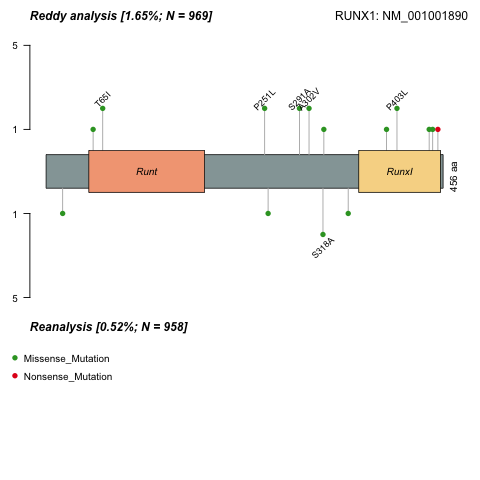 Reddy analysis [1.65%; N = 969]
RUNX1: NM_001001890
5
T65I
P251L
S291A
A302V
P403L
1
Runt
RunxI
456 aa
1
S318A
5
Reanalysis [0.52%; N = 958]
Missense_Mutation
Nonsense_Mutation